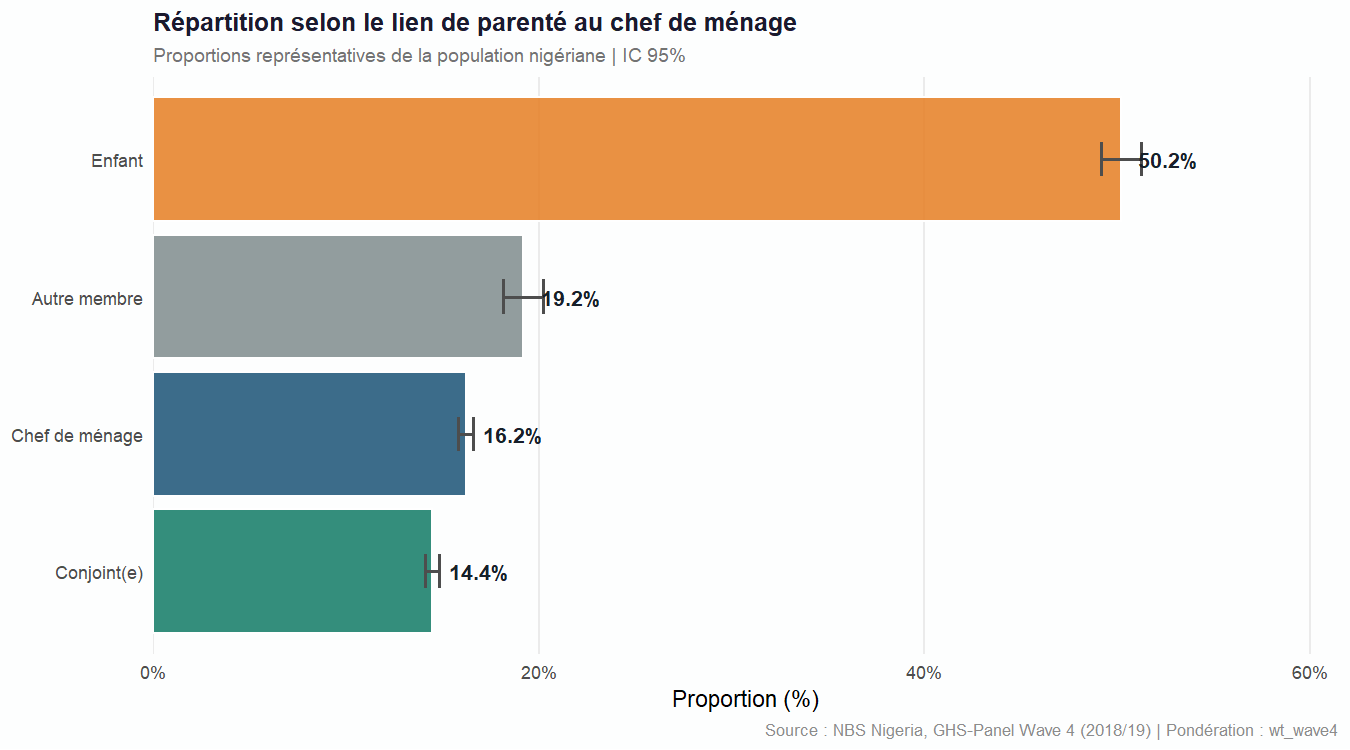 Répartition selon le lien de parenté au chef de ménage
Proportions représentatives de la population nigériane | IC 95%
Enfant
50.2%
Autre membre
19.2%
Chef de ménage
16.2%
Conjoint(e)
14.4%
0%
20%
40%
60%
Proportion (%)
Source : NBS Nigeria, GHS-Panel Wave 4 (2018/19) | Pondération : wt_wave4